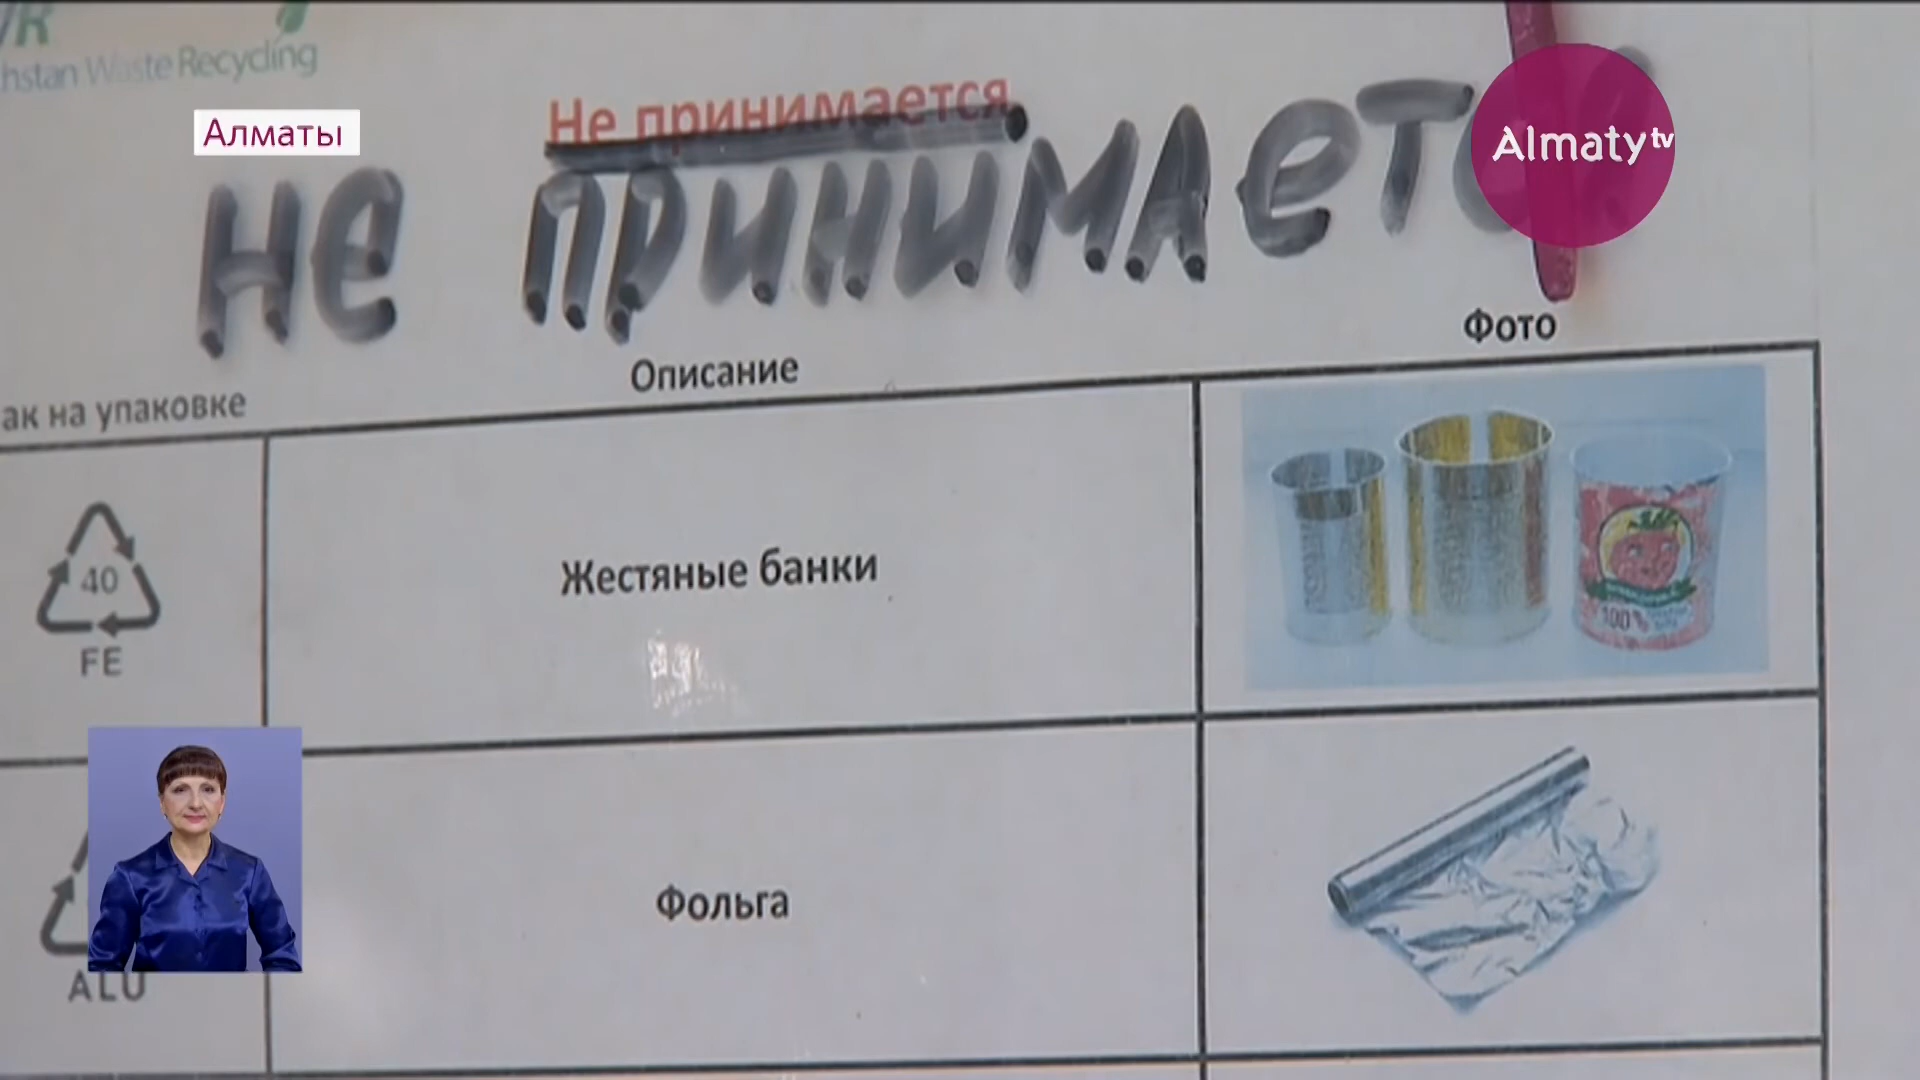 Waste Recycling
Алматы
Не принимается
Almaty tv
не принимает
Фото
Описание
ак на упаковке
40
FE
Жестяные банки
100%
Фольга
ALU